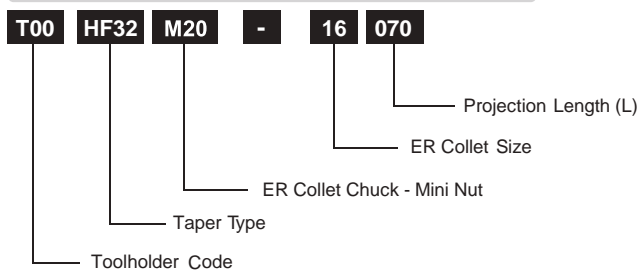 T00 HF32 M20 - 16 070
Projection Length (L)
ER Collet Size
ER Collet Chuck - Mini Nut
Taper Type
Toolholder Code